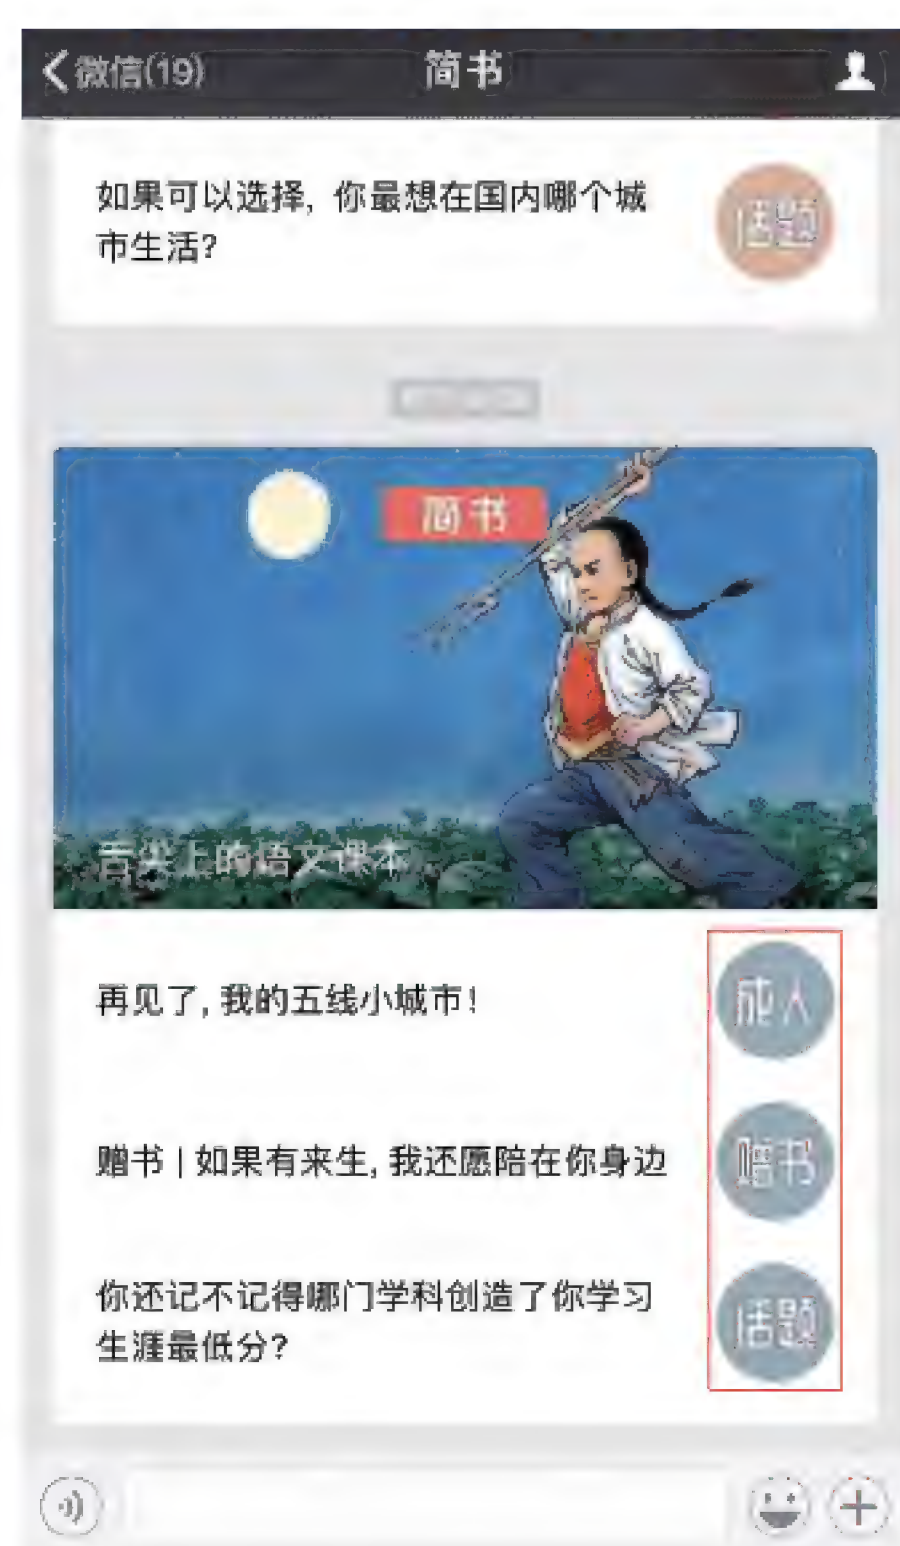 微信(19)
简书
如果可以选择, 你最想在国内哪个城
市生活?
话题
简书
舌尖上的语文课本
再见了, 我的五线小城市!
成人
赠书 | 如果有来生, 我还愿陪在你身边
赠书
你还记不记得哪门学科创造了你学习
生涯最低分?
话题